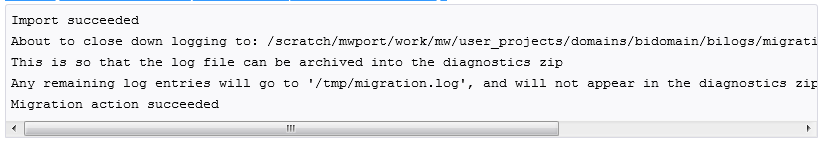 Import succeeded
About to close down logging to: /scratch/mwport/work/mw/user_projects/domains/bidomain/bilogs/migrati
This is so that the log file can be archived into the diagnostics zip
Any remaining log entries will go to '/tmp/migration.log', and will not appear in the diagnostics zip
Migration action succeeded